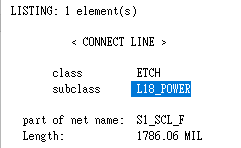 LISTING: 1 element(s)
< CONNECT LINE >
class ETCH
subclass L18_POWER
part of net name: S1_SCL_F
Length: 1786.06 MIL